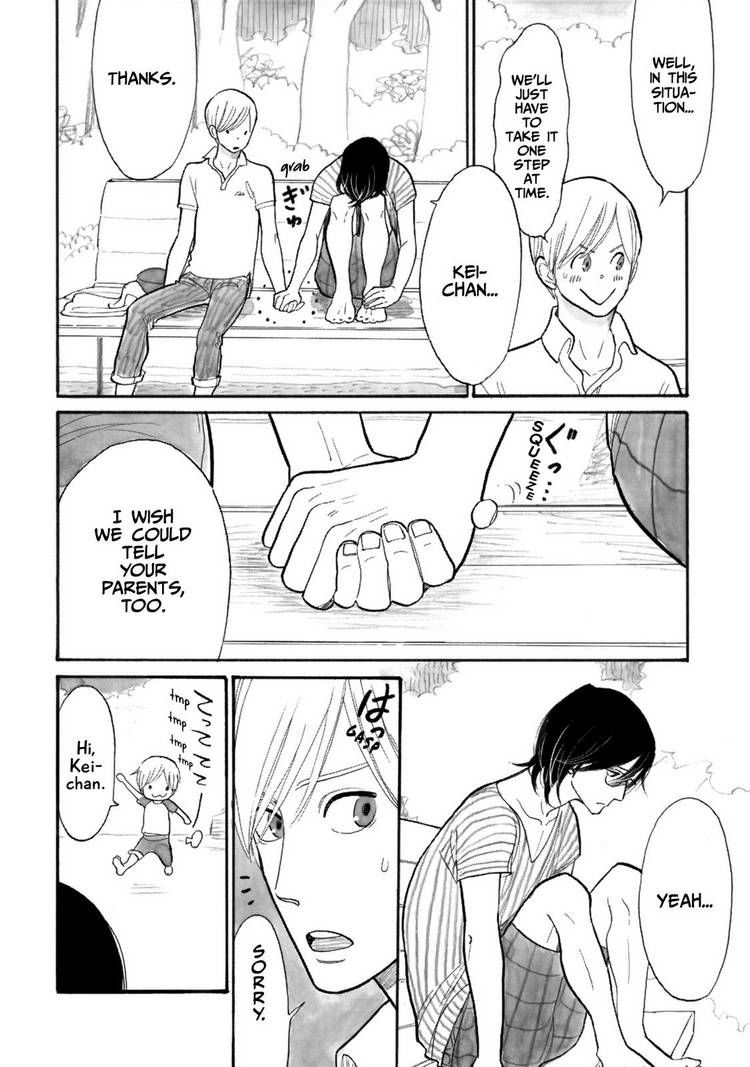 WELL,
IN THIS
SITUA-
TION...
WE'LL
JUST
HAVE
TO
TAKE IT
ONE
STEP
AT
TIME.
KEI-
CHAN...
THANKS.
grab
ぎゅ
ぐっ...
SQUEEZE
I WISH
WE COULD
TELL
YOUR
PARENTS,
TOO.
YEAH...
はっ
GASP
SORRY.
tmp
tmp
tmp
tmp
Hi,
Kei-
chan.